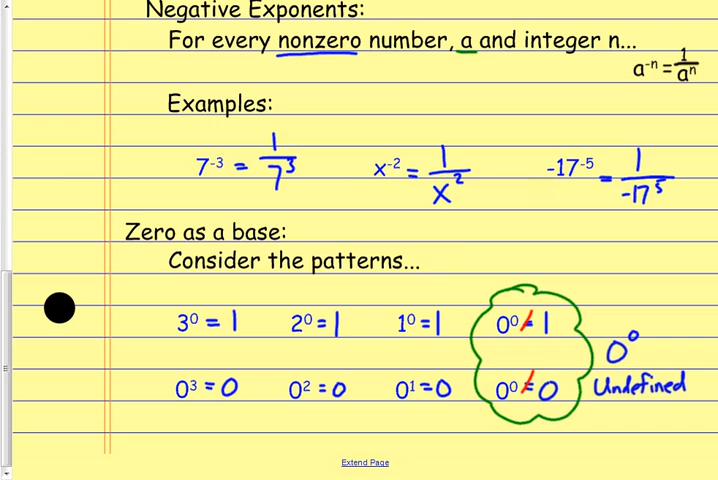 Negative Exponents:
For every nonzero number, a and integer n...
a⁻ⁿ = 1/aⁿ
Examples:
7⁻³ = 1/7³ x⁻² = 1/x² -17⁻⁵ = 1/-17⁵
Zero as a base:
Consider the patterns...
3⁰ = 1 2⁰ = 1 1⁰ = 1 0⁰ ≠ 1
0⁰
0³ = 0 0² = 0 0¹ = 0 0⁰ ≠ 0 Undefined
Extend Page